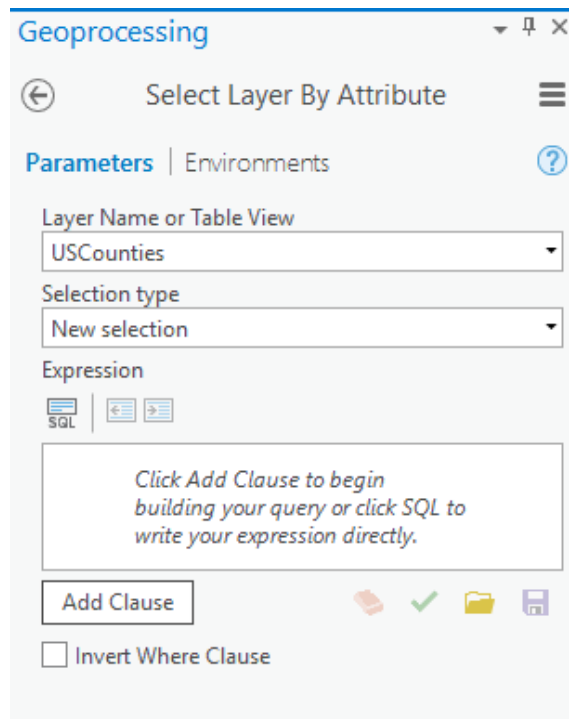 Geoprocessing
Select Layer By Attribute
Parameters | Environments
Layer Name or Table View
USCounties
Selection type
New selection
Expression
SQL
Click Add Clause to begin
building your query or click SQL to
write your expression directly.
Add Clause
Invert Where Clause